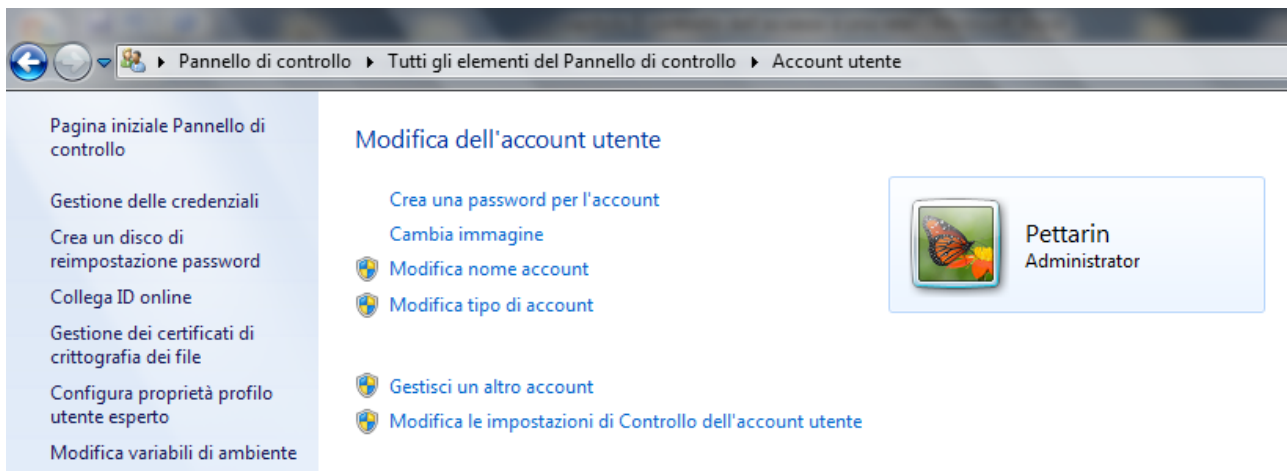 Pannello di controllo ▸ Tutti gli elementi del Pannello di controllo ▸ Account utente
Pagina iniziale Pannello di
controllo
Gestione delle credenziali
Crea un disco di
reimpostazione password
Collega ID online
Gestione dei certificati di
crittografia dei file
Configura proprietà profilo
utente esperto
Modifica variabili di ambiente
Modifica dell'account utente
Crea una password per l'account
Cambia immagine
Modifica nome account
Modifica tipo di account
Gestisci un altro account
Modifica le impostazioni di Controllo dell'account utente
Pettarin
Administrator